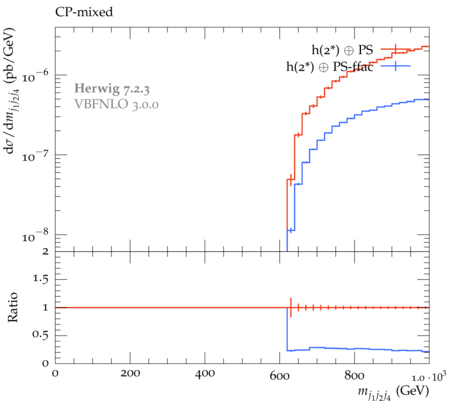 CP-mixed
dσ/dm_{j1j2j4} (pb/GeV)
10^{-6}
10^{-7}
10^{-8}
h(2*) ⊕ PS
h(2*) ⊕ PS-ffac
Herwig 7.2.3
VBFNLO 3.0.0
Ratio
2
1.5
1
0.5
0
0 200 400 600 800 1.0 · 10^3
m_{j1j2j4} (GeV)